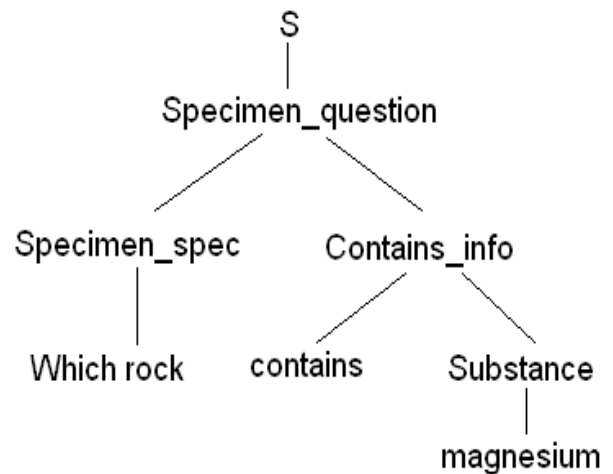 S
Specimen_question
Specimen_spec Contains_info
Which rock contains Substance
magnesium